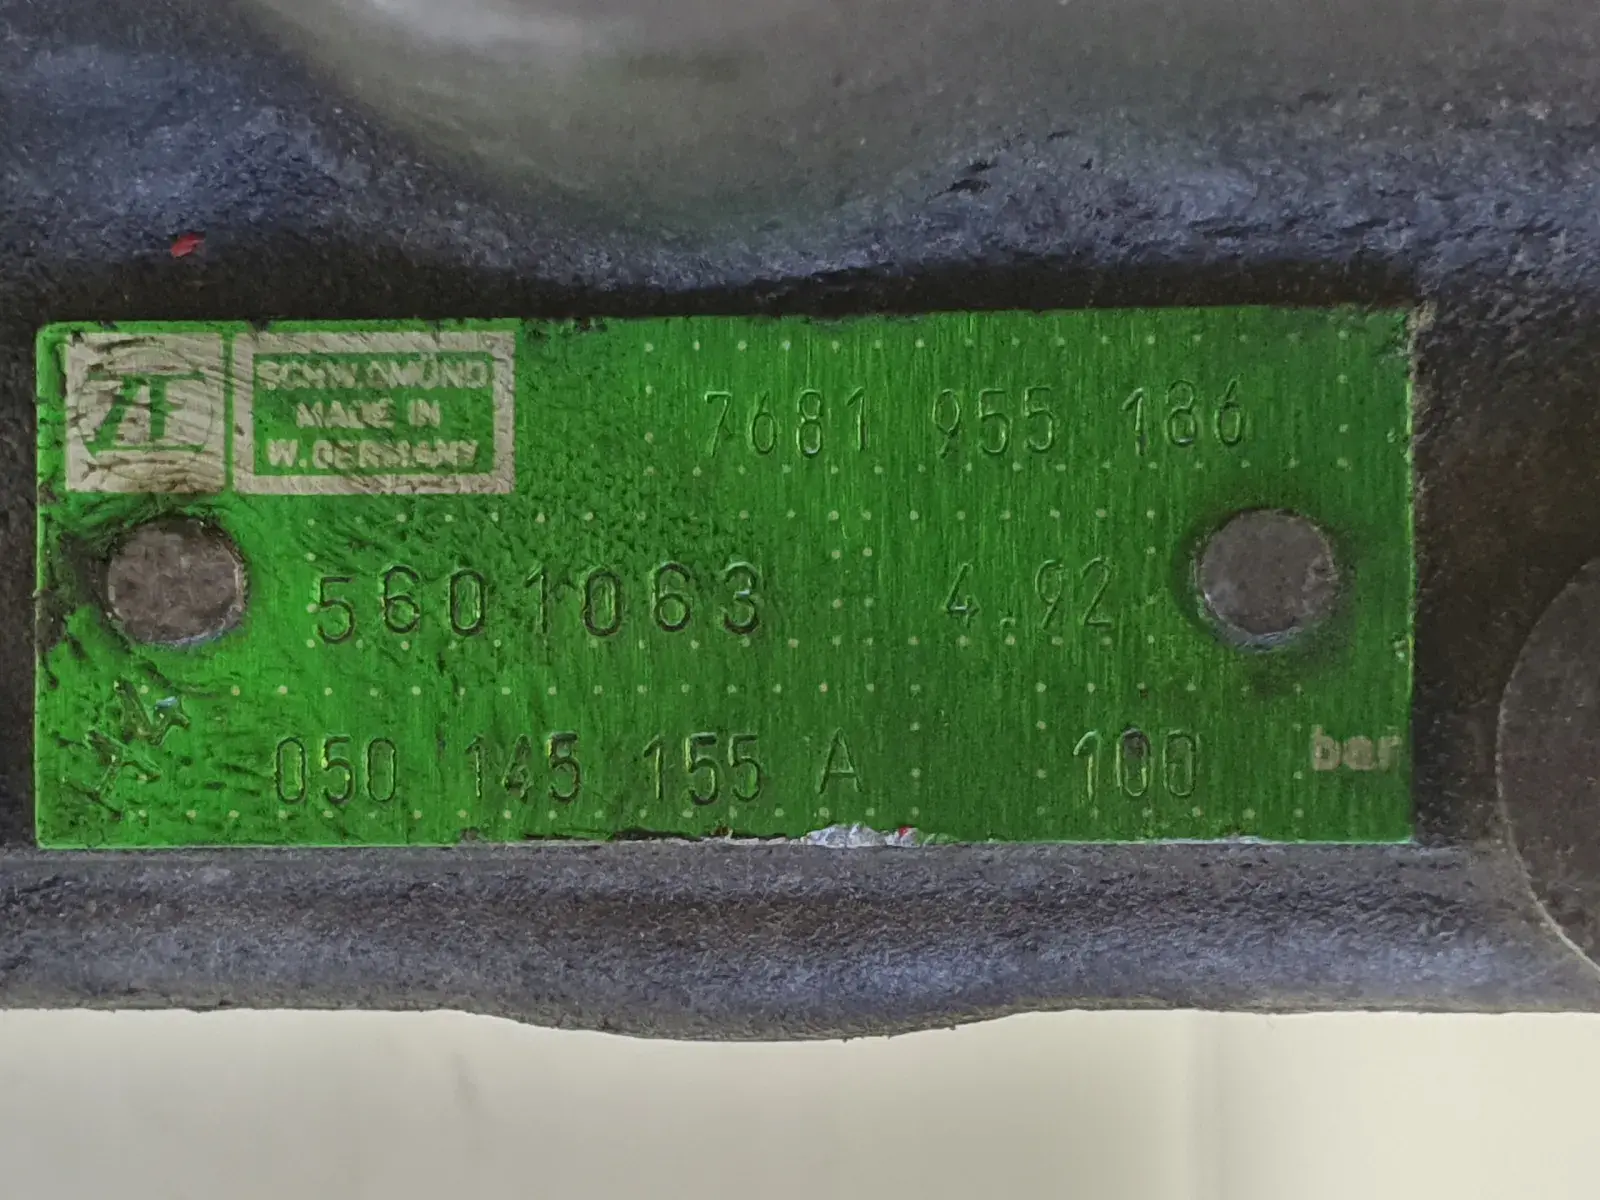 ZF
SCHW.GMÜND
MADE IN
W.GERMANY
7681 955 186
5601063 4.92
050 145 155 A 100 bar